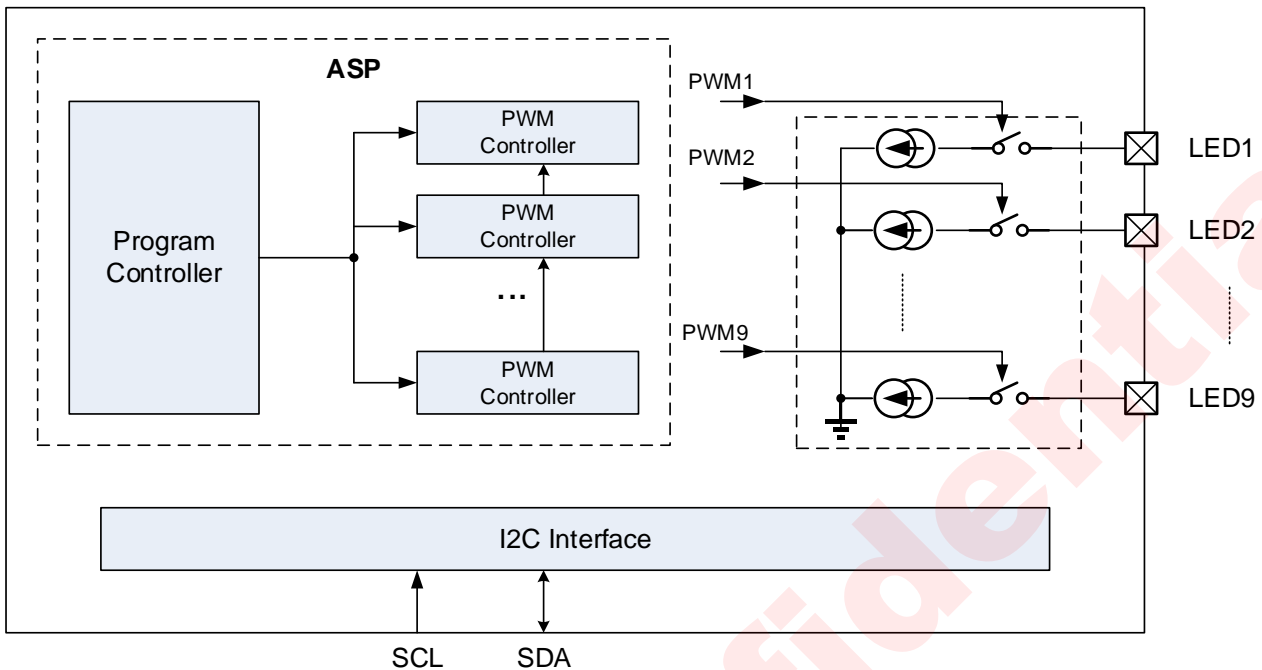 ASP
Program
Controller
PWM
Controller
PWM
Controller
...
PWM
Controller
PWM1
PWM2
PWM9
LED1
LED2
LED9
I2C Interface
SCL
SDA
fidentia